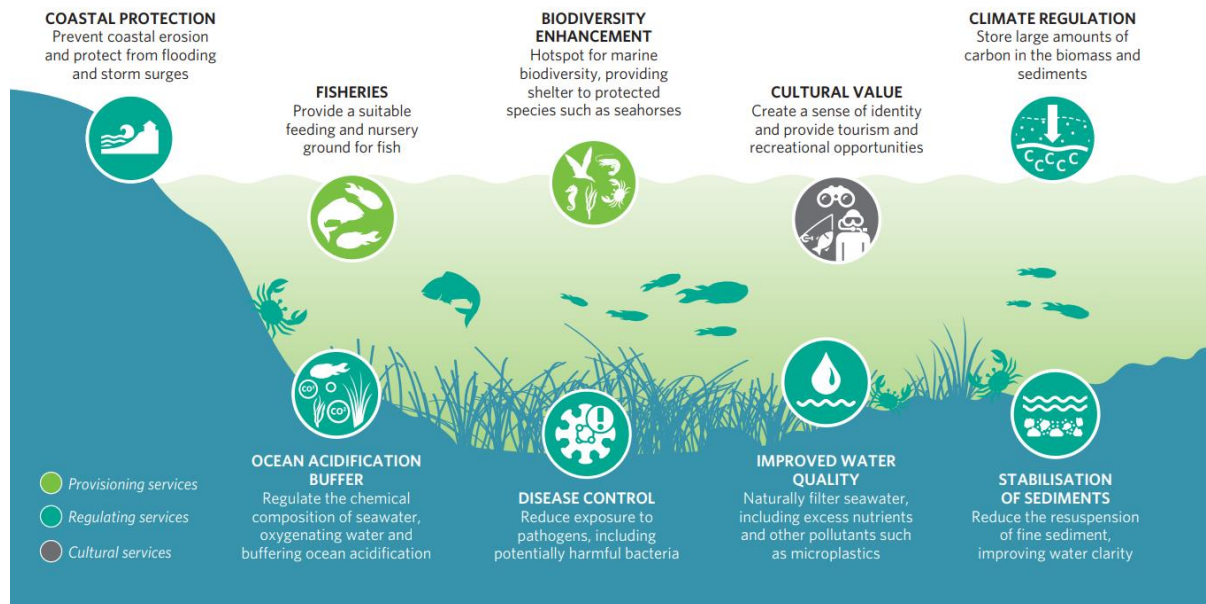 COASTAL PROTECTION
Prevent coastal erosion
and protect from flooding
and storm surges
FISHERIES
Provide a suitable
feeding and nursery
ground for fish
BIODIVERSITY
ENHANCEMENT
Hotspot for marine
biodiversity, providing
shelter to protected
species such as seahorses
CULTURAL VALUE
Create a sense of identity
and provide tourism and
recreational opportunities
CLIMATE REGULATION
Store large amounts of
carbon in the biomass and
sediments
CCCCC
CO²
CO²
OCEAN ACIDIFICATION
BUFFER
Regulate the chemical
composition of seawater,
oxygenating water and
buffering ocean acidification
DISEASE CONTROL
Reduce exposure to
pathogens, including
potentially harmful bacteria
IMPROVED WATER
QUALITY
Naturally filter seawater,
including excess nutrients
and other pollutants such
as microplastics
STABILISATION
OF SEDIMENTS
Reduce the resuspension
of fine sediment,
improving water clarity
Provisioning services
Regulating services
Cultural services